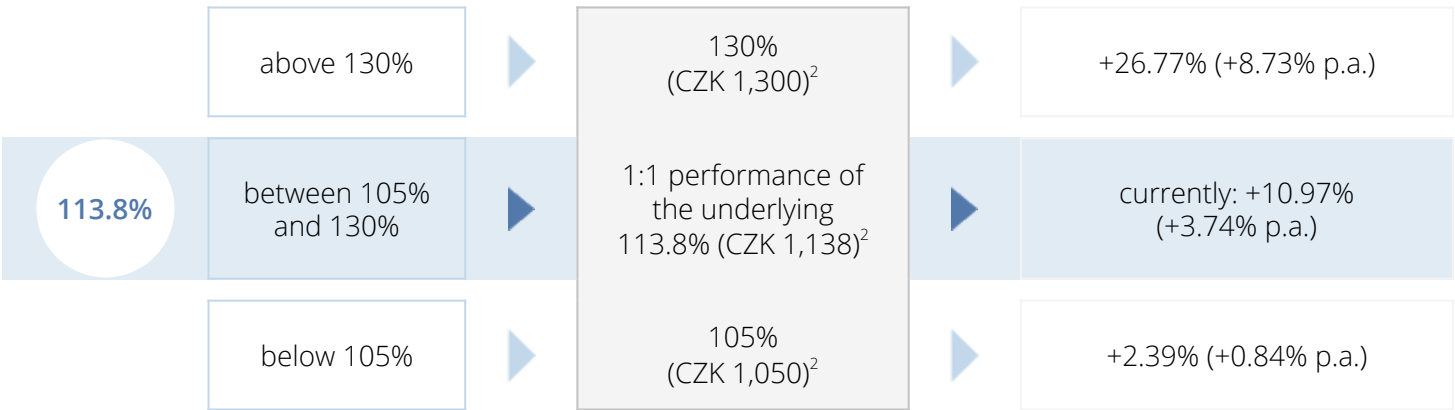 above 130%
130%
(CZK 1,300)²
+26.77% (+8.73% p.a.)
113.8%
between 105%
and 130%
1:1 performance of
the underlying
113.8% (CZK 1,138)²
currently: +10.97%
(+3.74% p.a.)
below 105%
105%
(CZK 1,050)²
+2.39% (+0.84% p.a.)